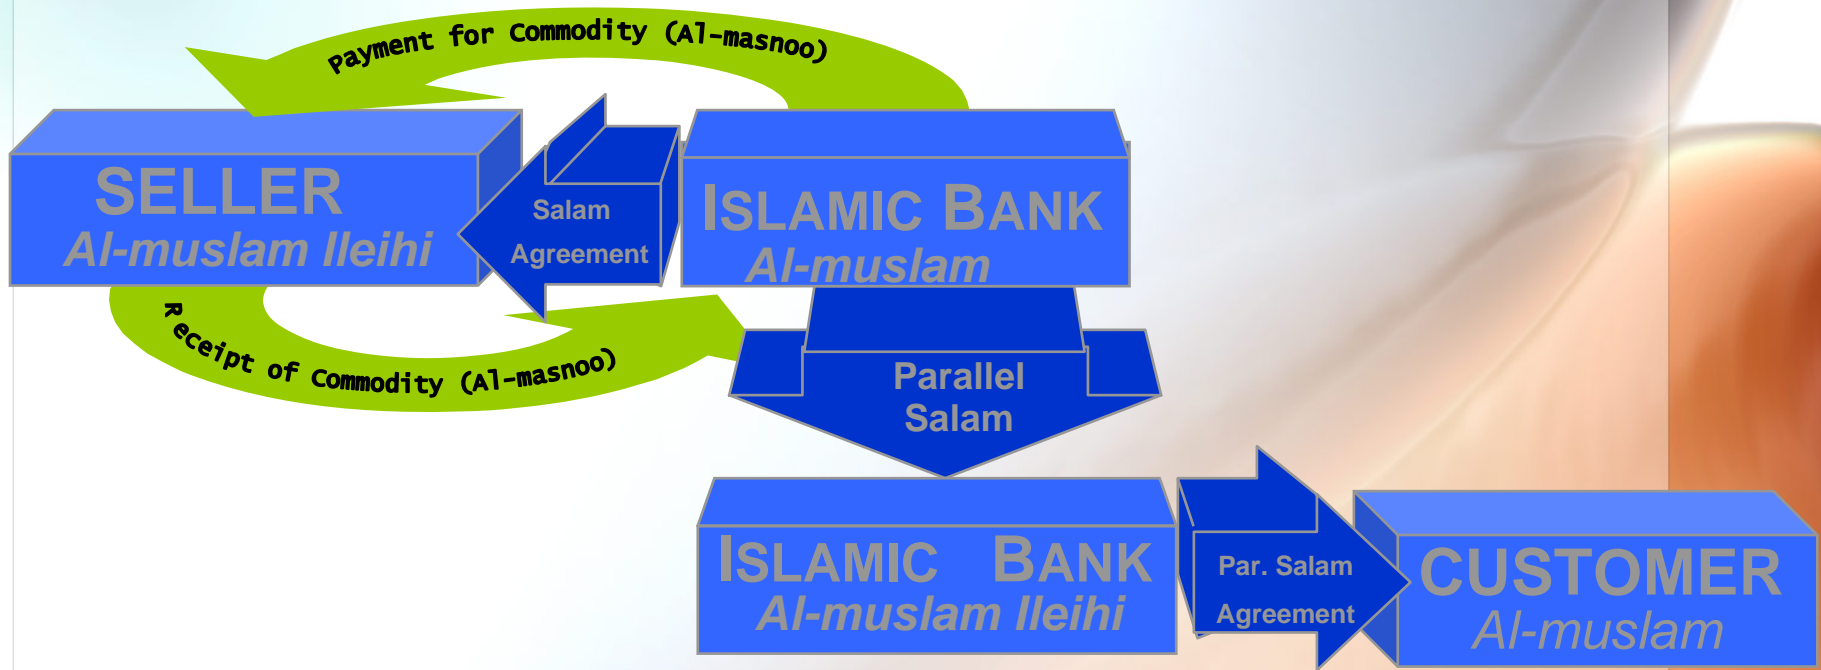 Payment for Commodity (Al-masnoo)
SELLER
Al-muslam Ileihi
Salam
Agreement
ISLAMIC BANK
Al-muslam
Receipt of Commodity (Al-masnoo)
Parallel
Salam
ISLAMIC BANK
Al-muslam Ileihi
Par. Salam
Agreement
CUSTOMER
Al-muslam